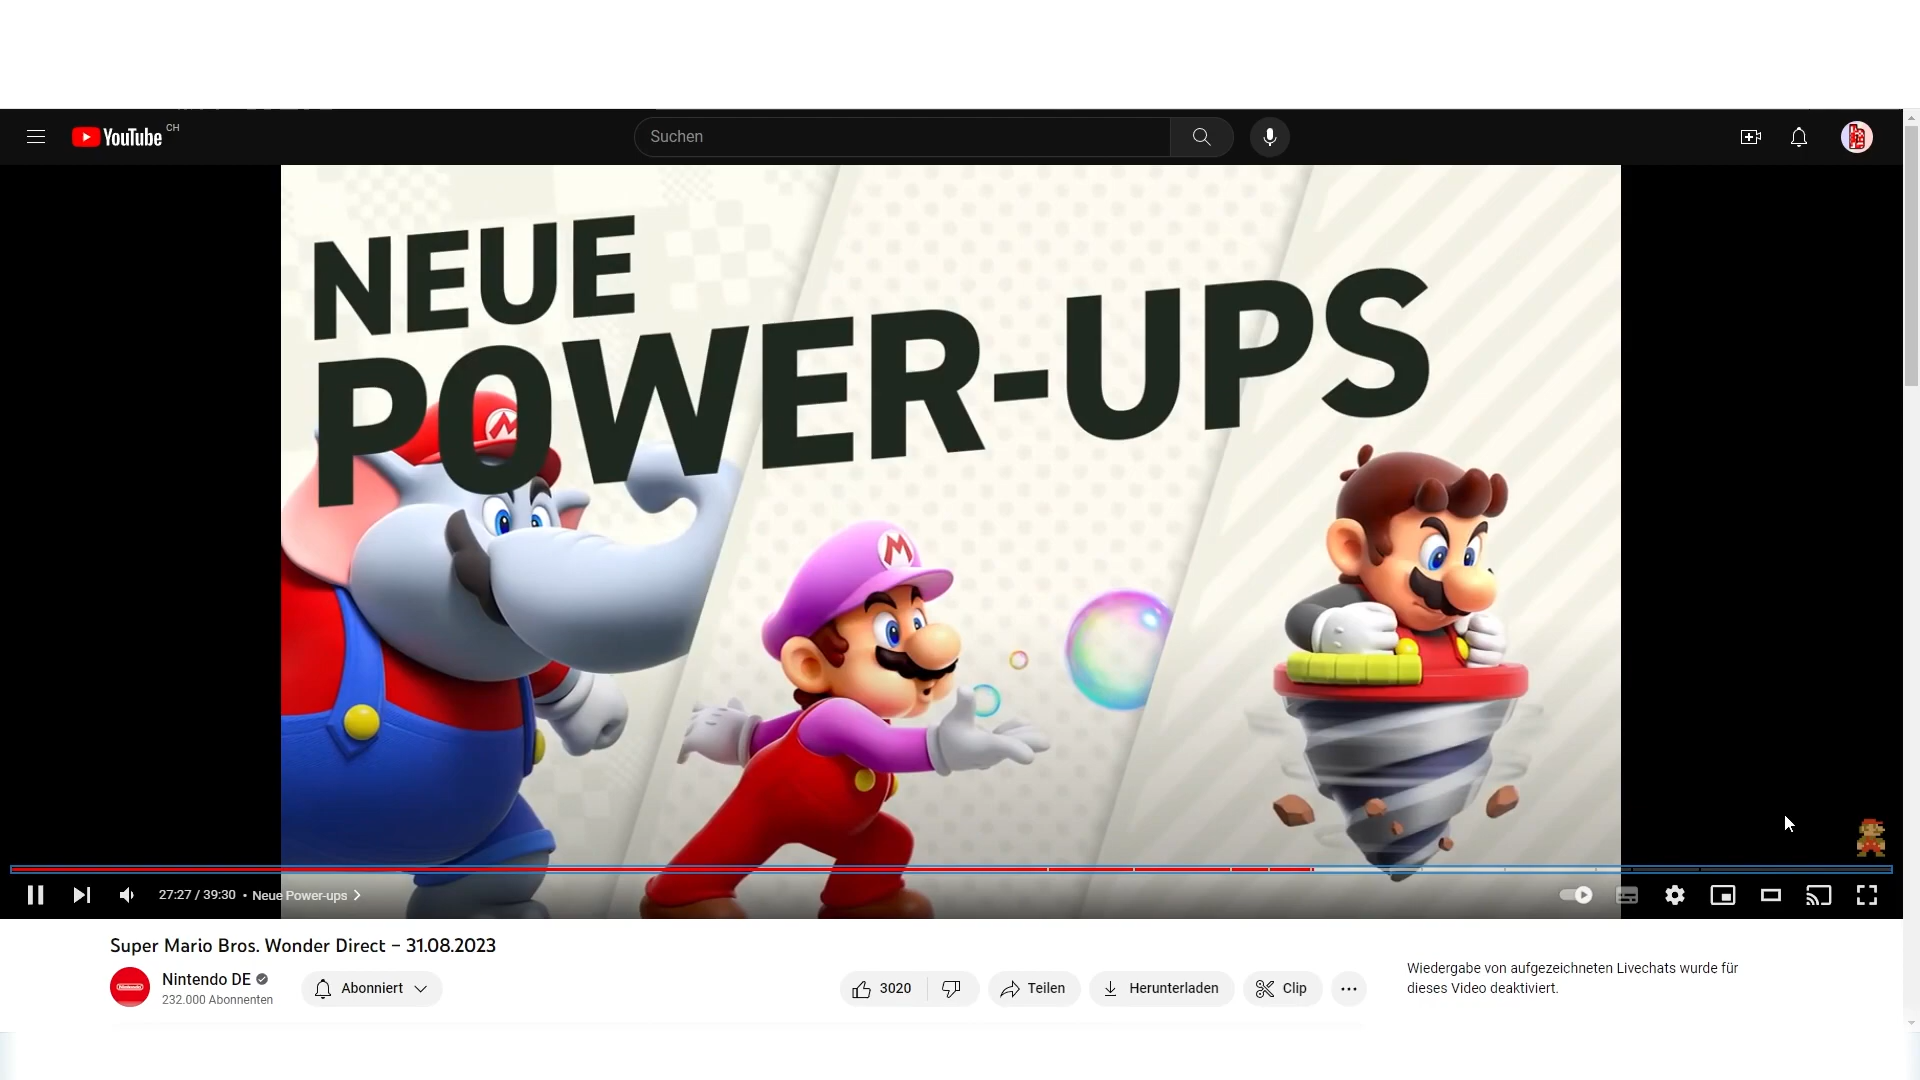 YouTube CH
Suchen
NEUE
POWER-UPS
M
M
27:27 / 39:30 • Neue Power-ups
Super Mario Bros. Wonder Direct – 31.08.2023
Nintendo
Nintendo DE
232.000 Abonnenten
Abonniert
3020
Teilen
Herunterladen
Clip
Wiedergabe von aufgezeichneten Livechats wurde für
dieses Video deaktiviert.